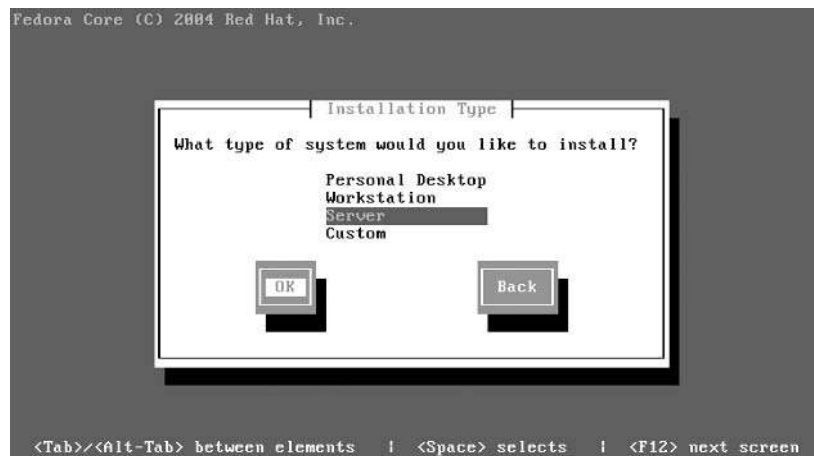 Fedora Core (C) 2004 Red Hat, Inc.
Installation Type
What type of system would you like to install?
Personal Desktop
Workstation
Server
Custom
OK Back
<Tab>/<Alt-Tab> between elements | <Space> selects | <F12> next screen